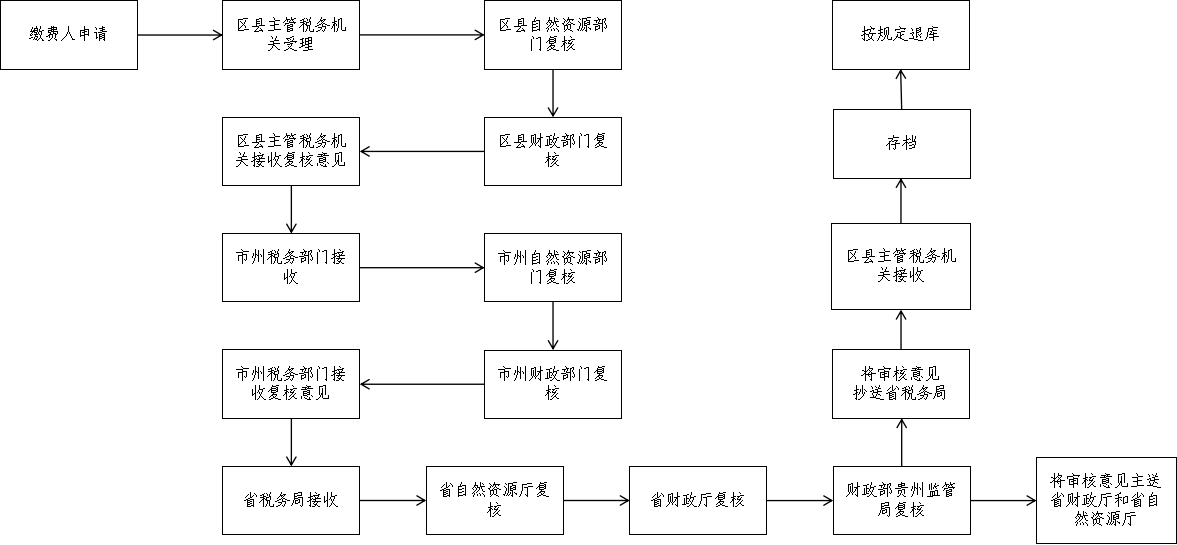 缴费人申请
区县主管税务机
关受理
区县自然资源部
门复核
区县财政部门复
核
区县主管税务机
关接收复核意见
市州税务部门接
收
市州自然资源部
门复核
市州财政部门复
核
市州税务部门接
收复核意见
省税务局接收
省自然资源厅复
核
省财政厅复核
财政部贵州监管
局复核
将审核意见主送
省财政厅和省自
然资源厅
将审核意见
抄送省税务局
区县主管税务机
关接收
存档
按规定退库